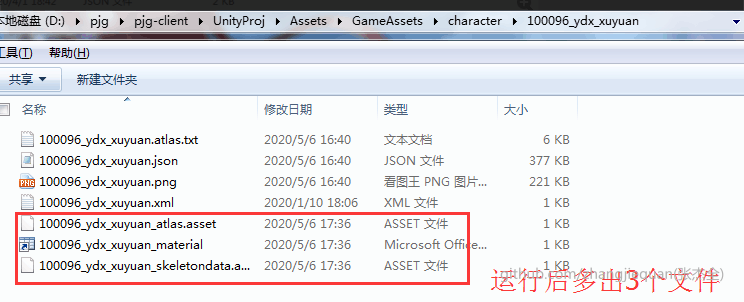 本地磁盘 (D:) ▸ pjg ▸ pjg-client ▸ UnityProj ▸ Assets ▸ GameAssets ▸ character ▸ 100096_ydx_xuyuan
工具(T) 帮助(H)
共享 新建文件夹
名称 修改日期 类型 大小
100096_ydx_xuyuan.atlas.txt 2020/5/6 16:40 文本文档 6 KB
100096_ydx_xuyuan.json 2020/5/6 16:40 JSON 文件 377 KB
100096_ydx_xuyuan.png 2020/5/6 16:40 看图王 PNG 图片... 221 KB
100096_ydx_xuyuan.xml 2020/1/10 18:06 XML 文件 1 KB
100096_ydx_xuyuan_atlas.asset 2020/5/6 17:36 ASSET 文件 1 KB
100096_ydx_xuyuan_material 2020/5/6 17:36 Microsoft Office... 1 KB
100096_ydx_xuyuan_skeletondata.a... 2020/5/6 17:36 ASSET 文件 1 KB
运行后多出3个文件